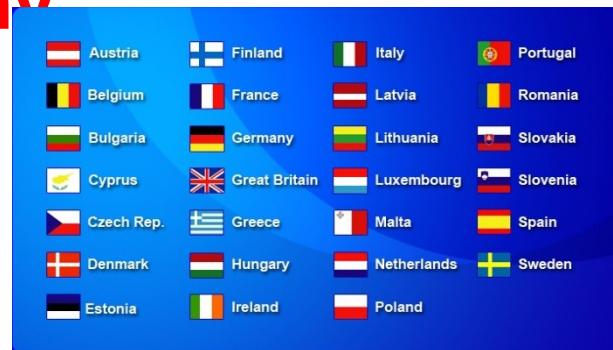 Austria Finland Italy Portugal
Belgium France Latvia Romania
Bulgaria Germany Lithuania Slovakia
Cyprus Great Britain Luxembourg Slovenia
Czech Rep. Greece Malta Spain
Denmark Hungary Netherlands Sweden
Estonia Ireland Poland